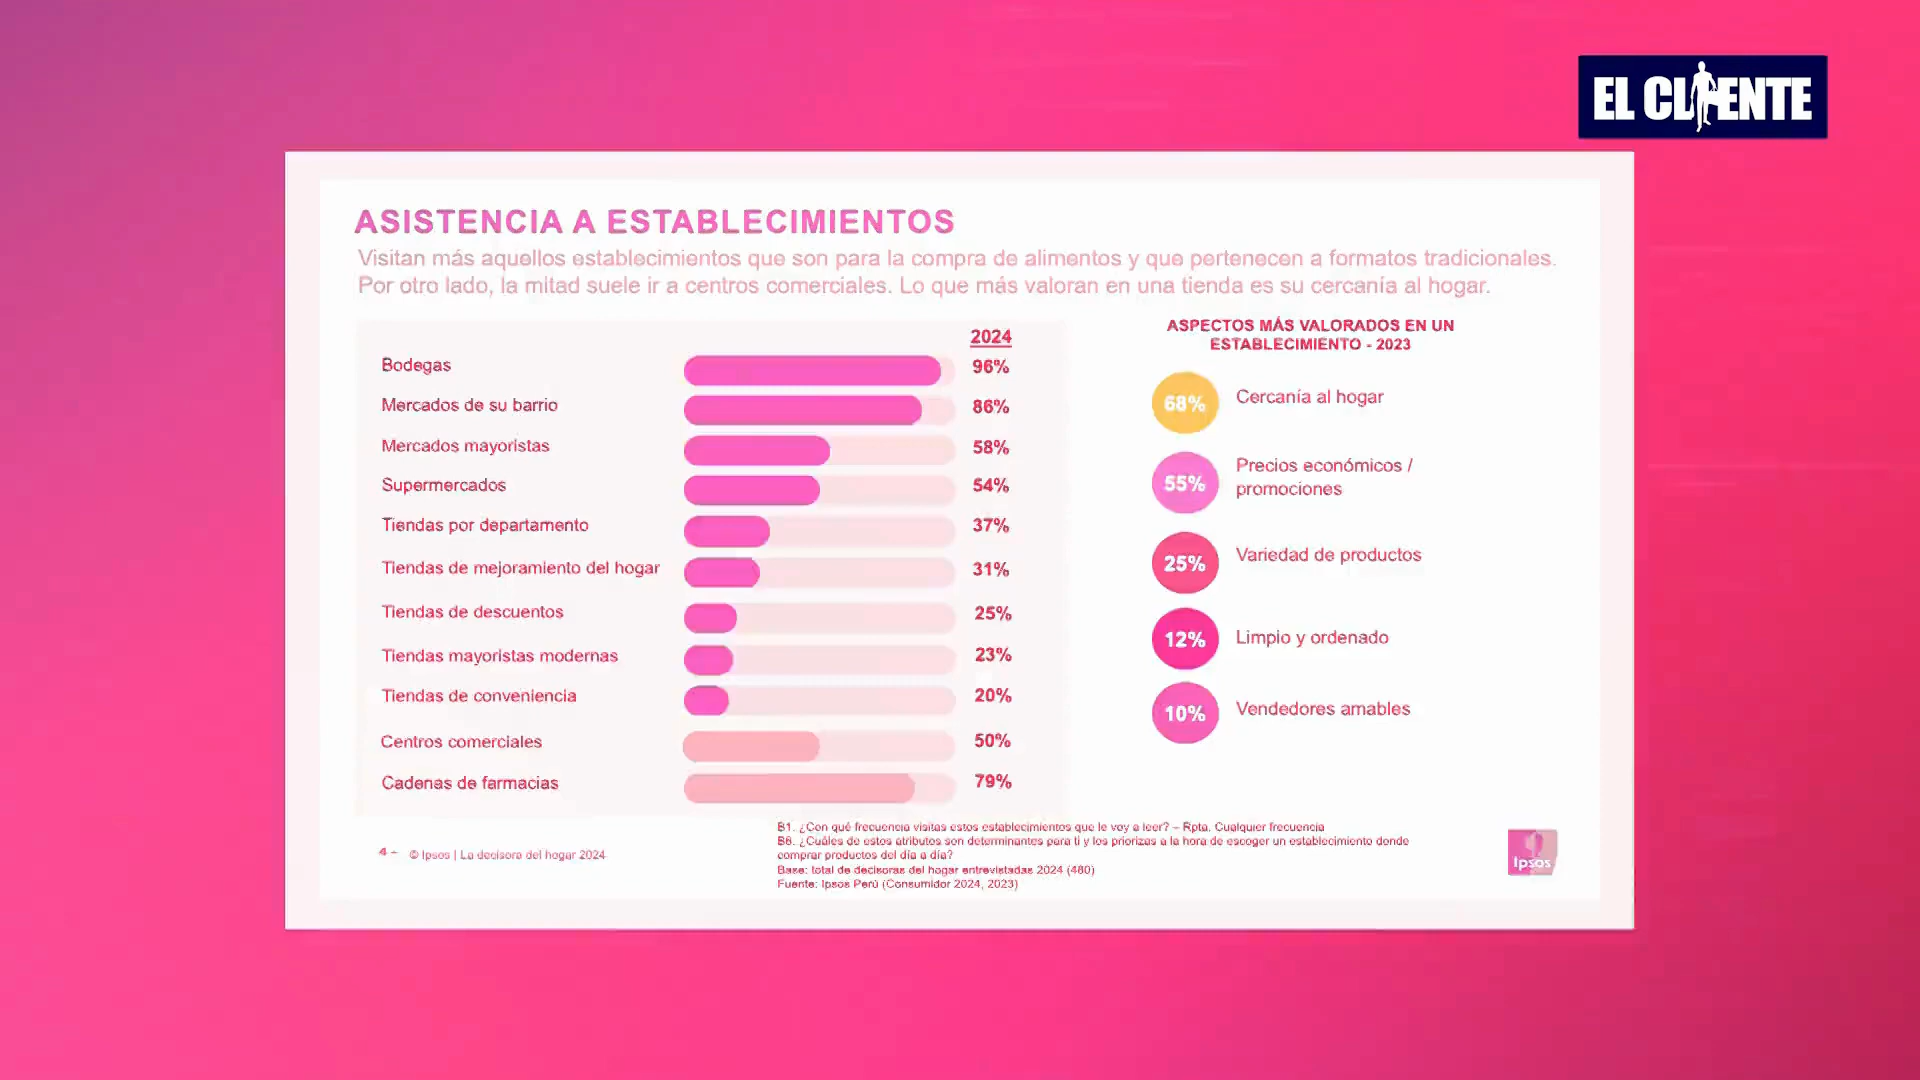 EL CLIENTE
ASISTENCIA A ESTABLECIMIENTOS
Visitan más aquellos establecimientos que son para la compra de alimentos y que pertenecen a formatos tradicionales.
Por otro lado, la mitad suele ir a centros comerciales. Lo que más valoran en una tienda es su cercanía al hogar.
2024
Bodegas 96%
Mercados de su barrio 86%
Mercados mayoristas 58%
Supermercados 54%
Tiendas por departamento 37%
Tiendas de mejoramiento del hogar 31%
Tiendas de descuentos 25%
Tiendas mayoristas modernas 23%
Tiendas de conveniencia 20%
Centros comerciales 50%
Cadenas de farmacias 79%
ASPECTOS MÁS VALORADOS EN UN
ESTABLECIMIENTO - 2023
68% Cercanía al hogar
55% Precios económicos /
promociones
25% Variedad de productos
12% Limpio y ordenado
10% Vendedores amables
B1. ¿Con qué frecuencia visitas estos establecimientos que le voy a leer? – Rpta. Cualquier frecuencia
B6. ¿Cuáles de estos atributos son determinantes para ti y los priorizas a la hora de escoger un establecimiento donde
comprar productos del día a día?
Base: total de decisoras del hogar entrevistadas 2024 (480)
Fuente: Ipsos Perú (Consumidor 2024, 2023)
4 – © Ipsos | La decisora del hogar 2024
Ipsos